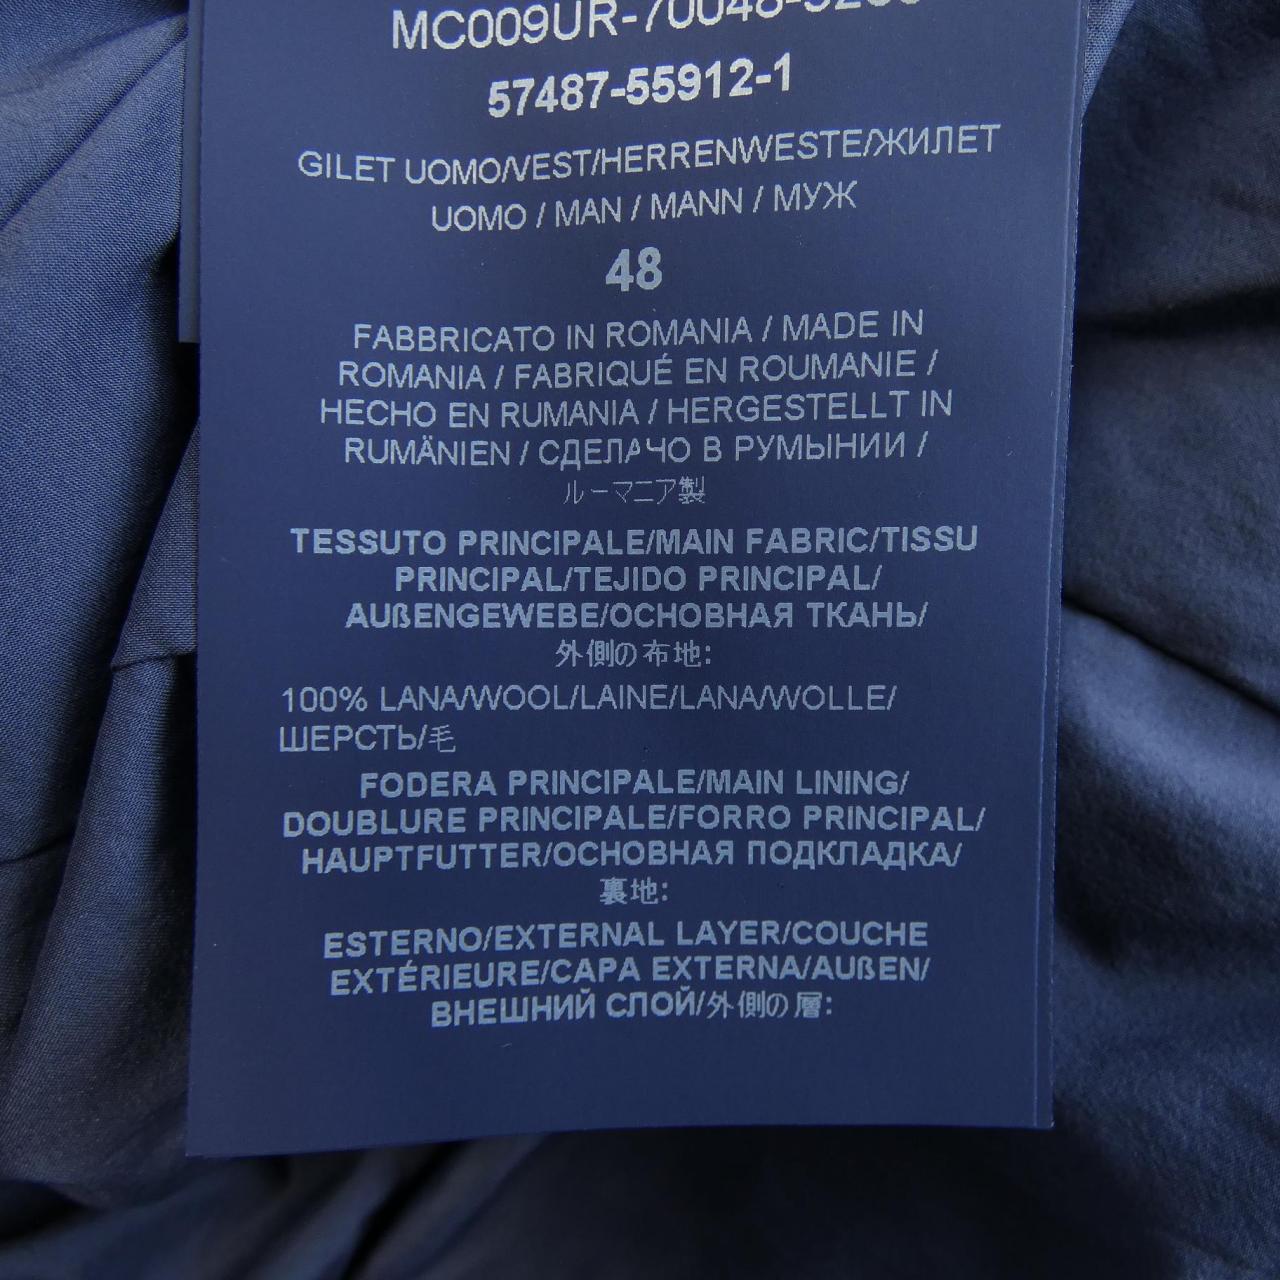 MC009UR-70048-
57487-55912-1
GILET UOMO/VEST/HERRENWESTE/ЖИЛЕТ
UOMO / MAN / MANN / МУЖ
48
FABBRICATO IN ROMANIA / MADE IN
ROMANIA / FABRIQUÉ EN ROUMANIE /
HECHO EN RUMANIA / HERGESTELLT IN
RUMÄNIEN / СДЕЛАЧО В РУМЫНИИ /
ルーマニア製
TESSUTO PRINCIPALE/MAIN FABRIC/TISSU
PRINCIPAL/TEJIDO PRINCIPAL/
AUßENGEWEBE/ОСНОВНАЯ ТКАНЬ/
外側の布地:
100% LANA/WOOL/LAINE/LANA/WOLLE/
ШЕРСТЬ/毛
FODERA PRINCIPALE/MAIN LINING/
DOUBLURE PRINCIPALE/FORRO PRINCIPAL/
HAUPTFUTTER/ОСНОВНАЯ ПОДКЛАДКА/
裏地:
ESTERNO/EXTERNAL LAYER/COUCHE
EXTÉRIEURE/CAPA EXTERNA/AUßEN/
ВНЕШНИЙ СЛОЙ/外側の層: